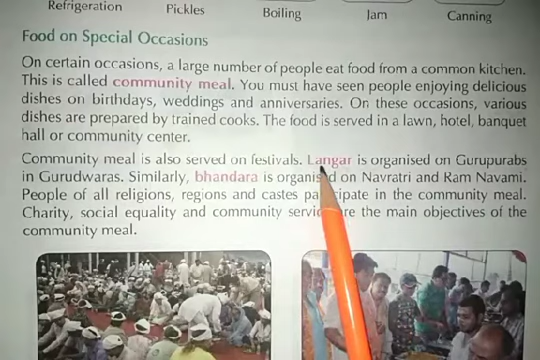 Refrigeration Pickles Boiling Jam Canning
Food on Special Occasions
On certain occasions, a large number of people eat food from a common kitchen.
This is called community meal. You must have seen people enjoying delicious
dishes on birthdays, weddings and anniversaries. On these occasions, various
dishes are prepared by trained cooks. The food is served in a lawn, hotel, banquet
hall or community center.
Community meal is also served on festivals. Langar is organised on Gurupurabs
in Gurudwaras. Similarly, bhandara is organised on Navratri and Ram Navami.
People of all religions, regions and castes participate in the community meal.
Charity, social equality and community service are the main objectives of the
community meal.